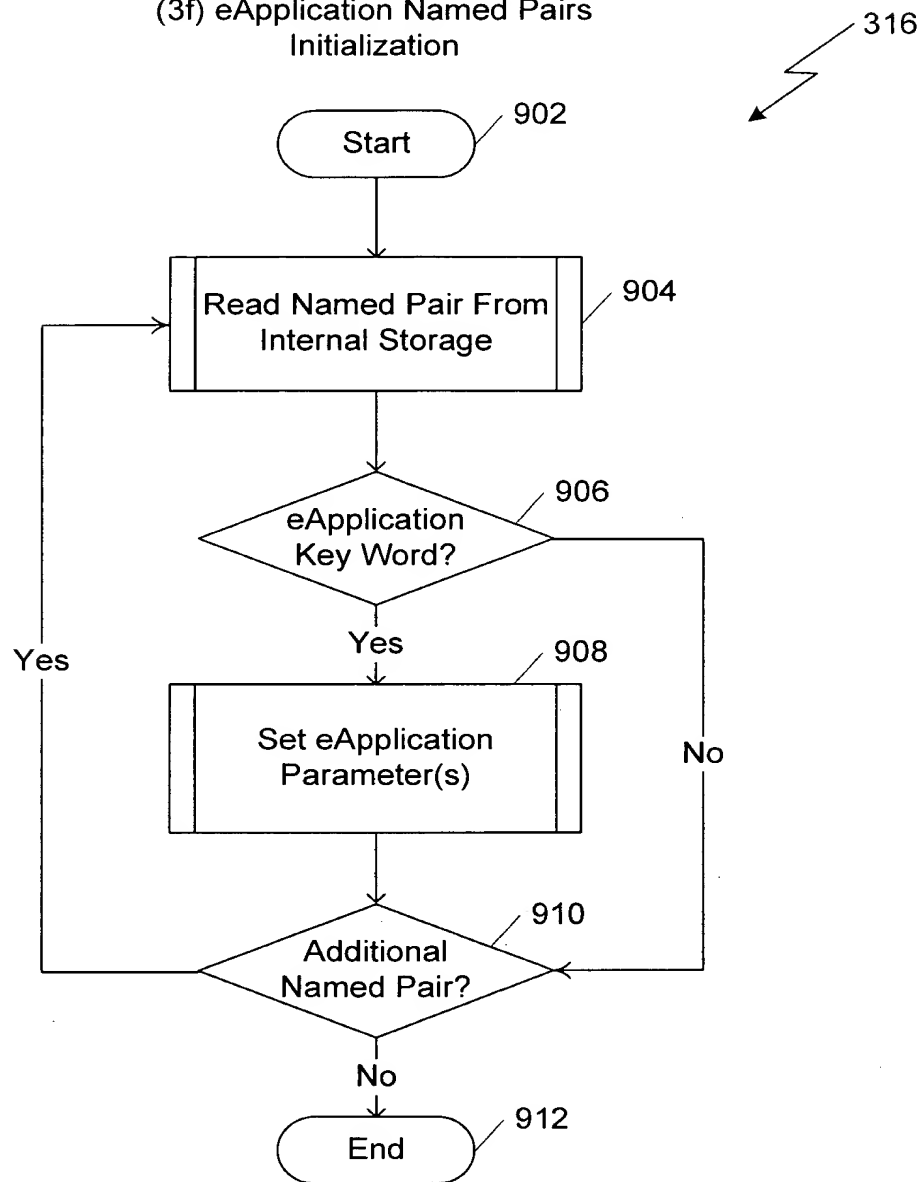 (3f) eApplication Named Pairs
Initialization
316
Start
902
Read Named Pair From
Internal Storage
904
eApplication
Key Word?
906
Yes
908
Yes
Set eApplication
Parameter(s)
No
Additional
Named Pair?
910
No
End
912